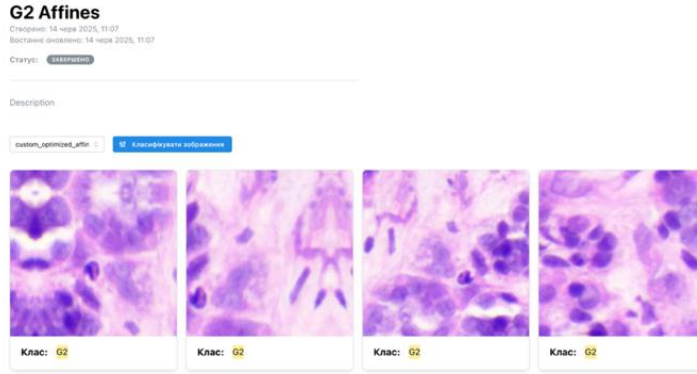 G2 Affines
Створено: 14 черв 2025, 11:07
Востаннє оновлено: 14 черв 2025, 11:07
Статус: ЗАВЕРШЕНО
Description
custom_optimized_affin Класифікувати зображення
Клас: G2 Клас: G2 Клас: G2 Клас: G2